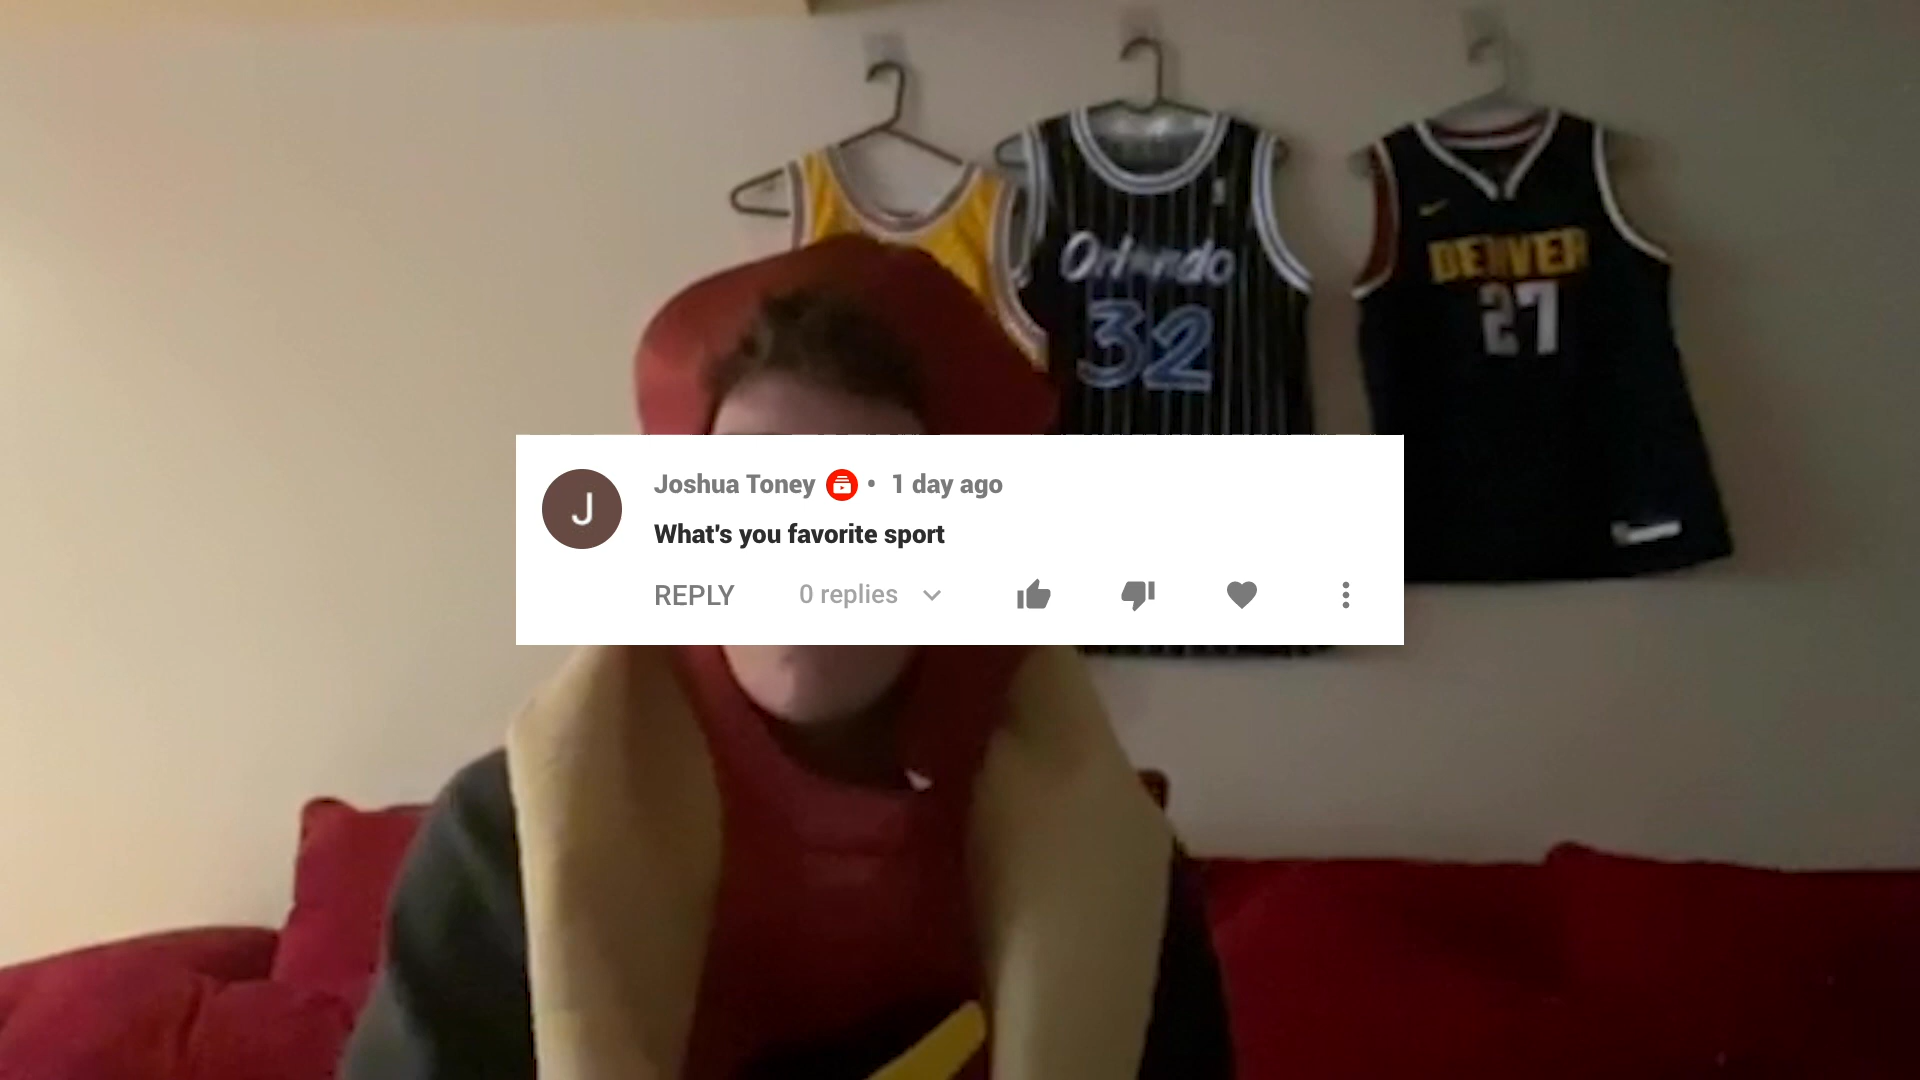 Orlando
32
DENVER
27
J
Joshua Toney • 1 day ago
What's you favorite sport
REPLY 0 replies